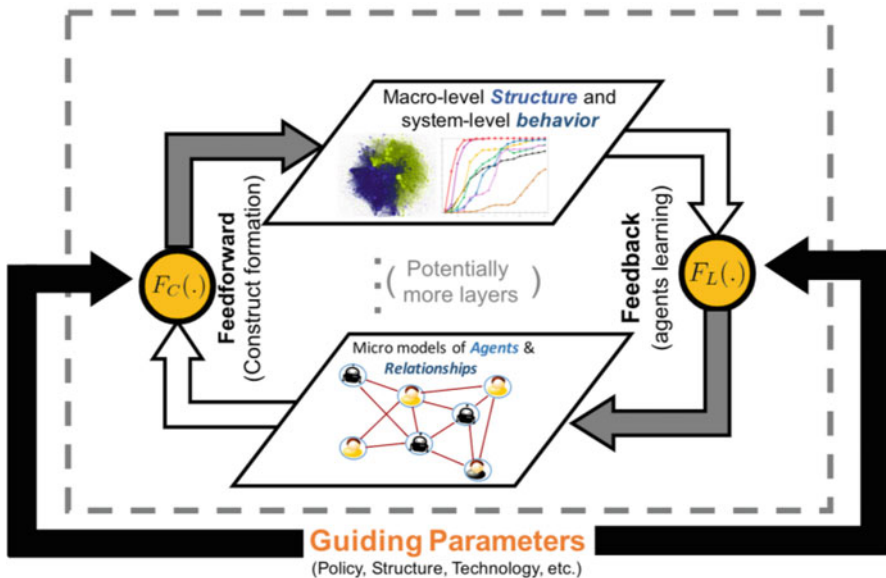 Macro-level Structure and
system-level behavior
Feedforward
(Construct formation)
F_C(.)
(Potentially
more layers)
Feedback
(agents learning)
F_L(.)
Micro models of Agents &
Relationships
Guiding Parameters
(Policy, Structure, Technology, etc.)